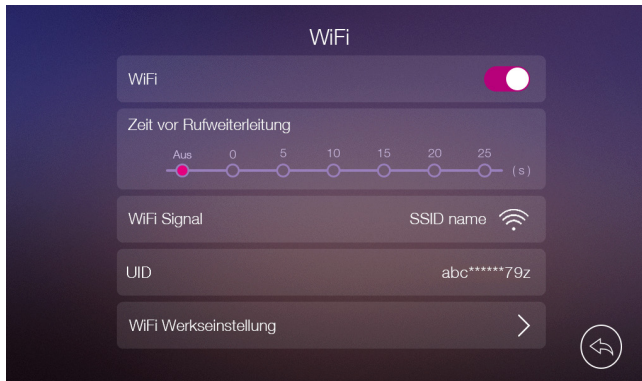 WiFi
WiFi
Zeit vor Rufweiterleitung
Aus 0 5 10 15 20 25
(s)
WiFi Signal SSID name
UID abc******79z
WiFi Werkseinstellung